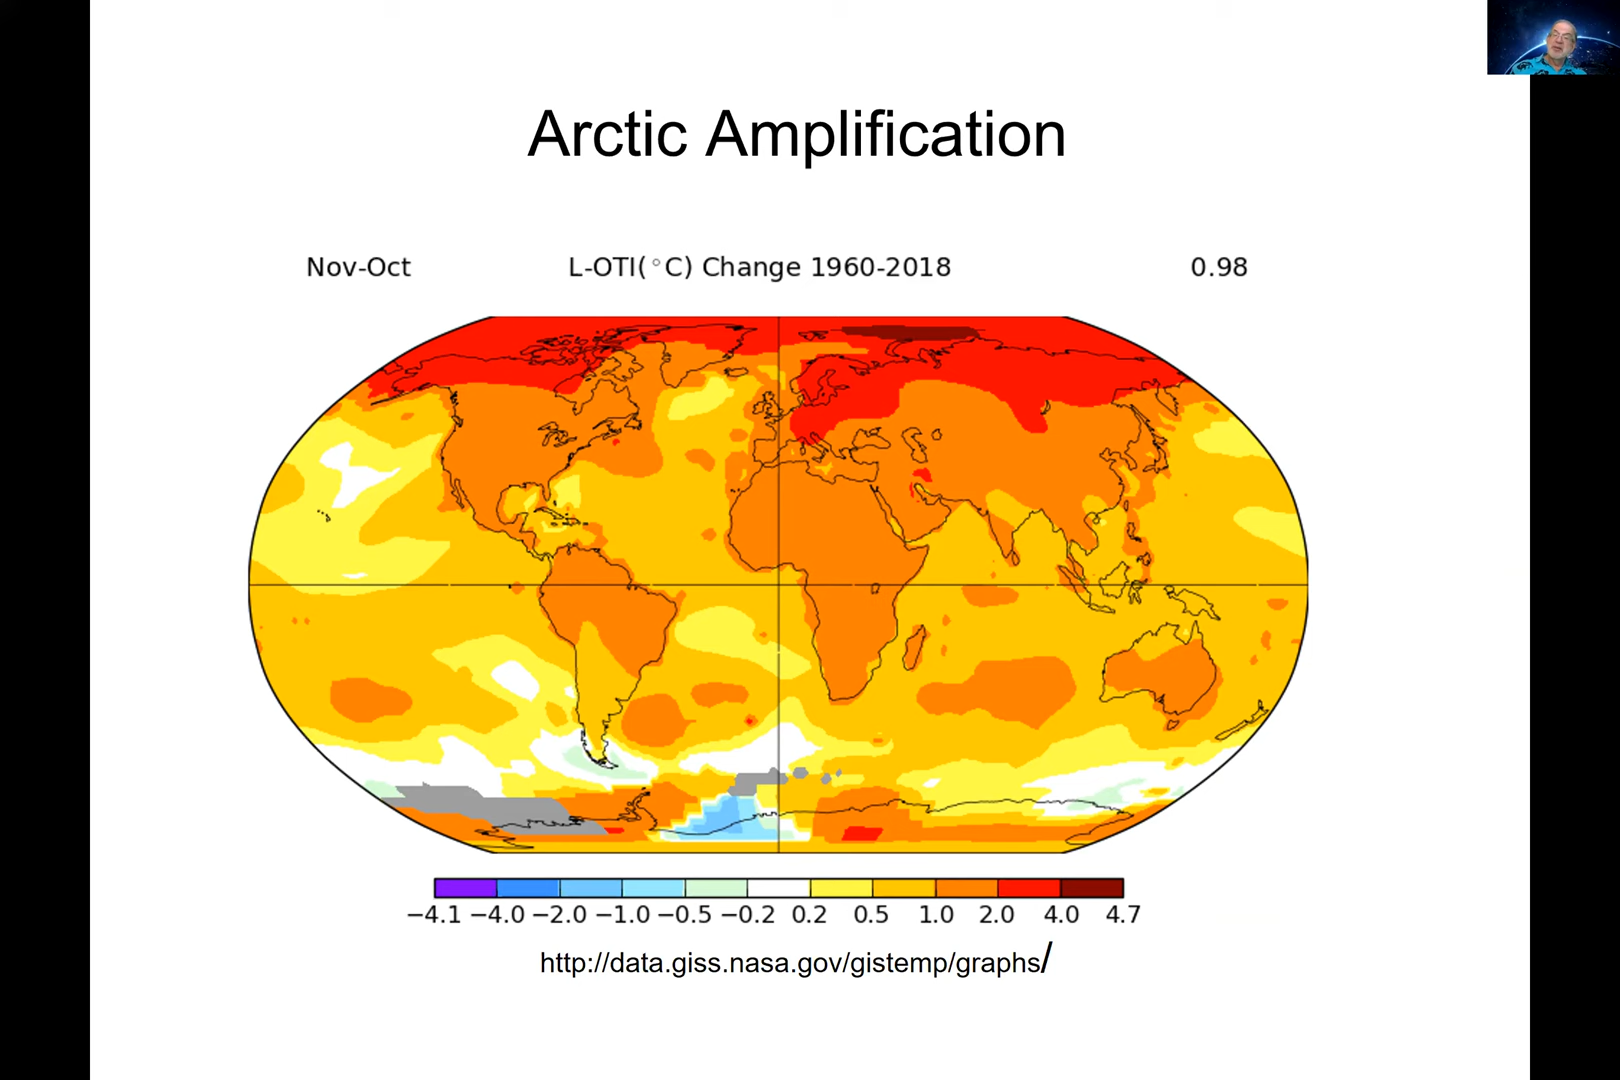 Arctic Amplification
Nov-Oct L-OTI(°C) Change 1960-2018 0.98
−4.1 −4.0 −2.0 −1.0 −0.5 −0.2 0.2 0.5 1.0 2.0 4.0 4.7
http://data.giss.nasa.gov/gistemp/graphs/